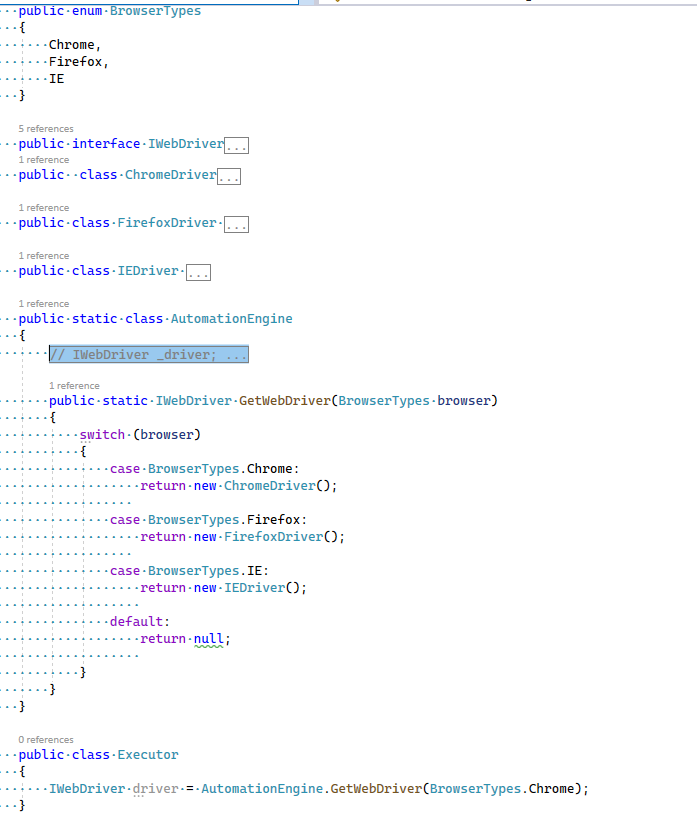 public enum BrowserTypes
{
Chrome,
Firefox,
IE
}
5 references
public interface IWebDriver...
1 reference
public  class ChromeDriver...
1 reference
public class FirefoxDriver ...
1 reference
public class IEDriver ...
1 reference
public static class AutomationEngine
{
// IWebDriver _driver; ...
1 reference
public static IWebDriver GetWebDriver(BrowserTypes browser)
{
switch (browser)
{
case BrowserTypes.Chrome:
return new ChromeDriver();
case BrowserTypes.Firefox:
return new FirefoxDriver();
case BrowserTypes.IE:
return new IEDriver();
default:
return null;
}
}
}
0 references
public class Executor
{
IWebDriver driver = AutomationEngine.GetWebDriver(BrowserTypes.Chrome);
}